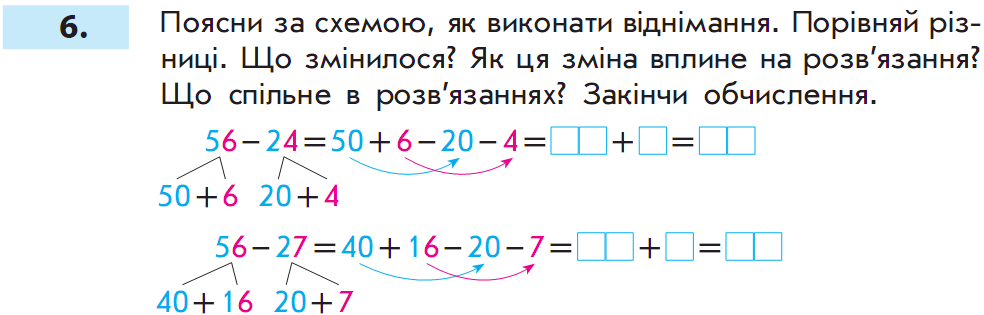 6.
Поясни за схемою, як виконати віднімання. Порівняй різ-
ниці. Що змінилося? Як ця зміна вплине на розв’язання?
Що спільне в розв’язаннях? Закінчи обчислення.
56−24=50+6−20−4=□□+□=□□
50+6 20+4
56−27=40+16−20−7=□□+□=□□
40+16 20+7